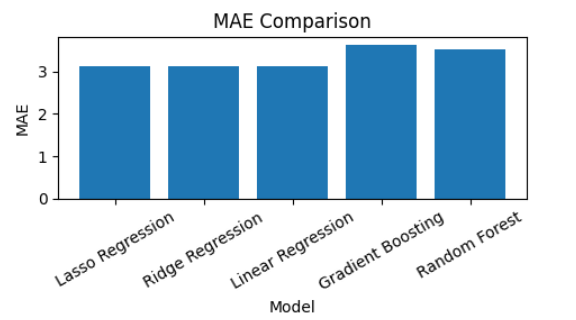 MAE Comparison
MAE
3
2
1
0
Lasso Regression
Ridge Regression
Linear Regression
Gradient Boosting
Random Forest
Model